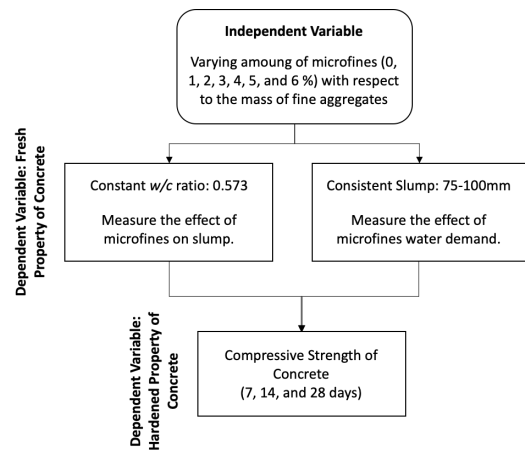 Independent Variable
Varying amoung of microfines (0,
1, 2, 3, 4, 5, and 6 %) with respect
to the mass of fine aggregates
Dependent Variable: Fresh
Property of Concrete
Constant w/c ratio: 0.573
Measure the effect of
microfines on slump.
Consistent Slump: 75-100mm
Measure the effect of
microfines water demand.
Dependent Variable:
Hardened Property of
Concrete
Compressive Strength of
Concrete
(7, 14, and 28 days)